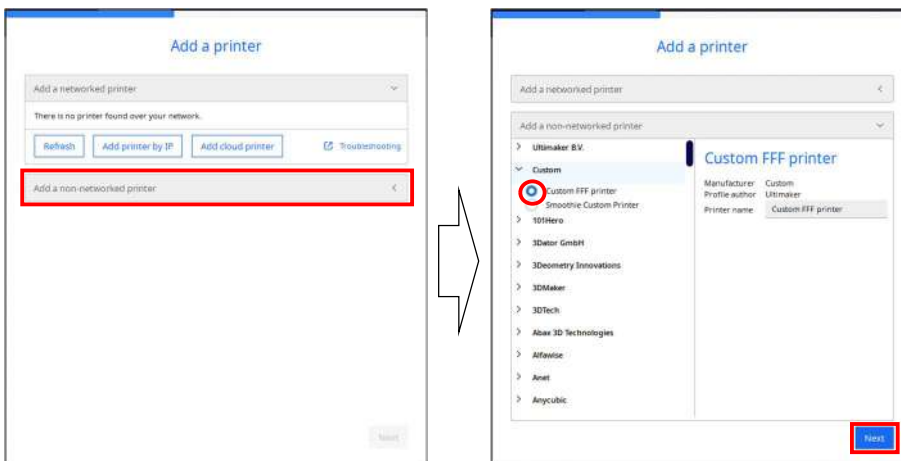 Add a printer
Add a networked printer
There is no printer found over your network.
Refresh
Add printer by IP
Add cloud printer
Troubleshooting
Add a non-networked printer
Next
Add a printer
Add a networked printer
Add a non-networked printer
Ultimaker B.V.
Custom
Custom FFF printer
Smoothie Custom Printer
101Hero
3Dator GmbH
3Deometry Innovations
3DMaker
3DTech
Abax 3D Technologies
Alfawise
Anet
Anycubic
Custom FFF printer
Manufacturer Custom
Profile author Ultimaker
Printer name Custom FFF printer
Next